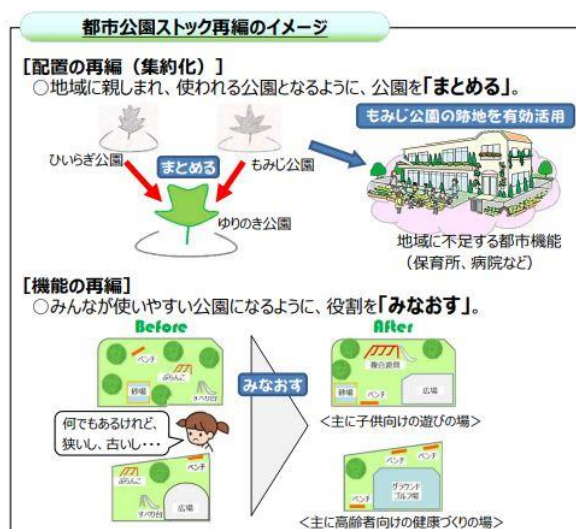 都市公園ストック再編のイメージ
［配置の再編（集約化）］
○地域に親しまれ、使われる公園となるように、公園を「まとめる」。
もみじ公園の跡地を有効活用
ひいらぎ公園
まとめる
もみじ公園
ゆりのき公園
地域に不足する都市機能
（保育所、病院など）
［機能の再編］
○みんなが使いやすい公園になるように、役割を「みなおす」。
Before
After
ベンチ
ぶらんこ
砂場
すべり台
みなおす
複合遊具
砂場
広場
ベンチ
＜主に子供向けの遊びの場＞
何でもあるけれど、
狭いし、古いし・・・
ベンチ
ぶらんこ
すべり台
広場
ベンチ
ベンチ
グラウンド
ゴルフ場
ベンチ
＜主に高齢者向けの健康づくりの場＞